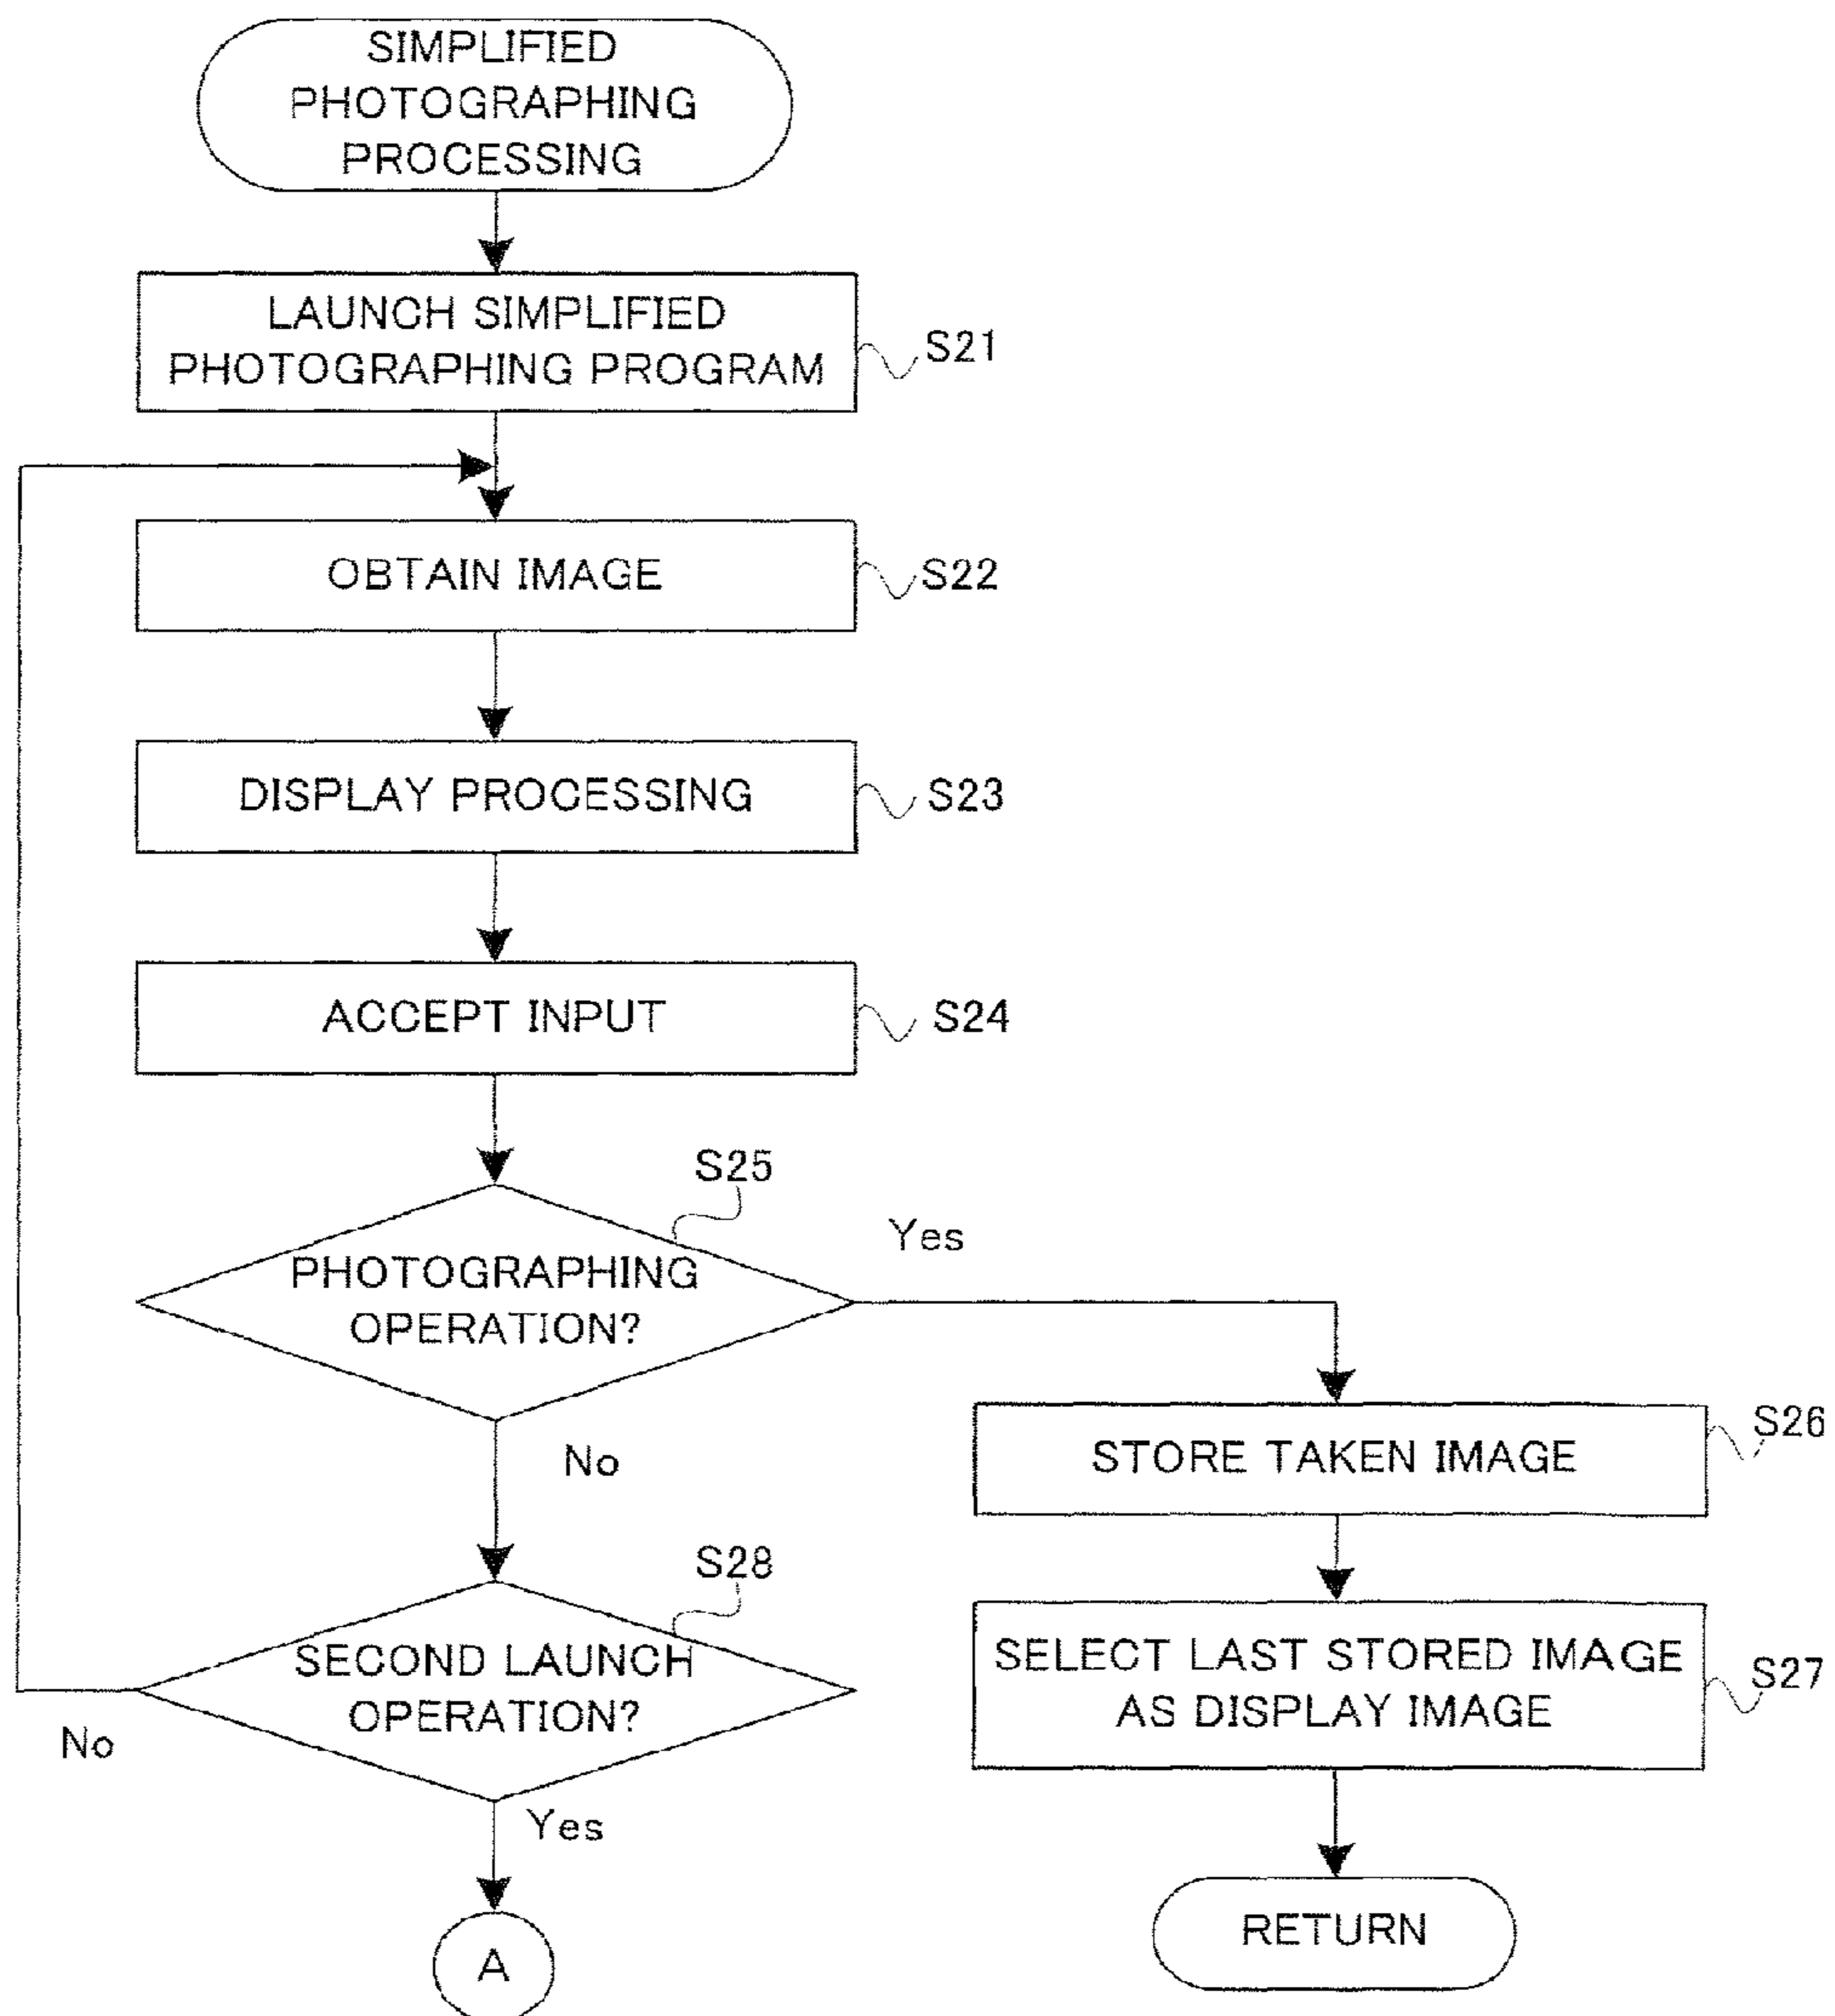 SIMPLIFIED
PHOTOGRAPHING
PROCESSING
LAUNCH SIMPLIFIED
PHOTOGRAPHING PROGRAM
S21
OBTAIN IMAGE
S22
DISPLAY PROCESSING
S23
ACCEPT INPUT
S24
S25
PHOTOGRAPHING
OPERATION?
Yes
No
S26
STORE TAKEN IMAGE
S28
SECOND LAUNCH
OPERATION?
No
Yes
SELECT LAST STORED IMAGE
AS DISPLAY IMAGE
S27
A
RETURN